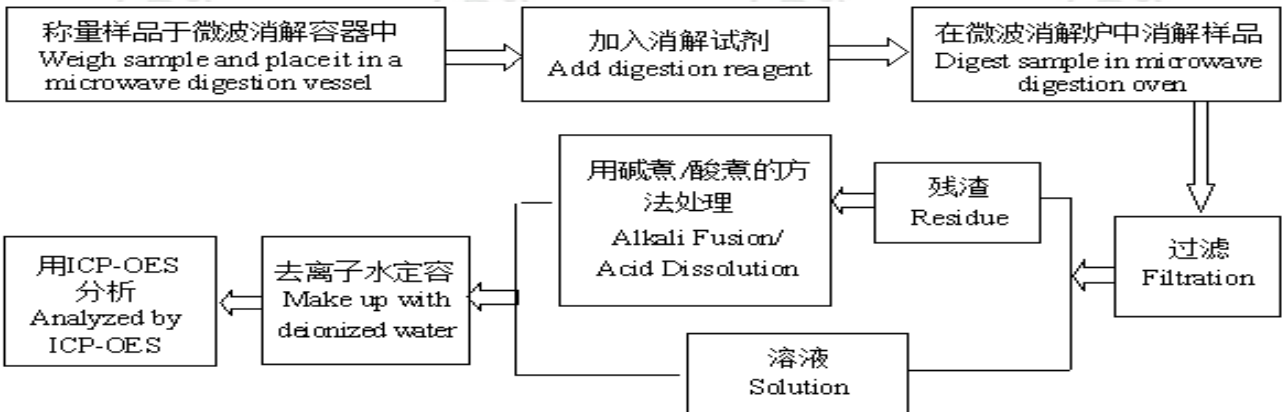 称量样品于微波消解容器中
Weigh sample and place it in a
microwave digestion vessel
加入消解试剂
Add digestion reagent
在微波消解炉中消解样品
Digest sample in microwave
digestion oven
过滤
Filtration
残渣
Residue
用碱煮/酸煮的方
法处理
Alkali Fusion/
Acid Dissolution
溶液
Solution
去离子水定容
Make up with
deionized water
用ICP-OES
分析
Analyzed by
ICP-OES